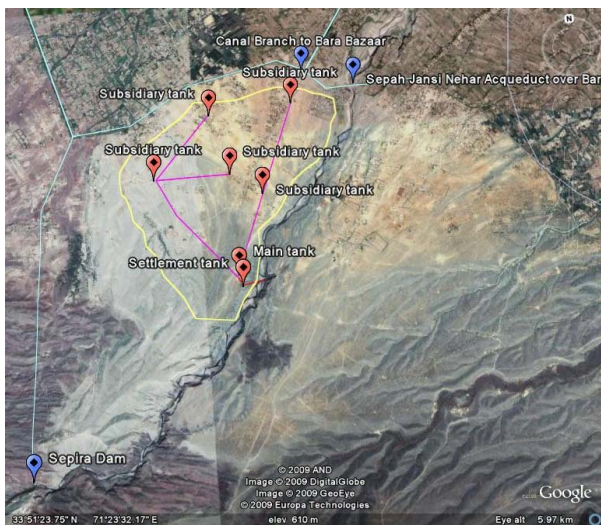 N
Canal Branch to Bara Bazaar
Subsidiary tank
Sepah Jansi Nehar Acqueduct over Bar
Subsidiary tank
Subsidiary tank
Subsidiary tank
Subsidiary tank
Main tank
Settlement tank
Sepira Dam
© 2009 AND
Image © 2009 DigitalGlobe
Image © 2009 GeoEye
© 2009 Europa Technologies
Google
33°51'23.75" N 71°23'32.17" E elev 610 m Eye alt 5.97 km